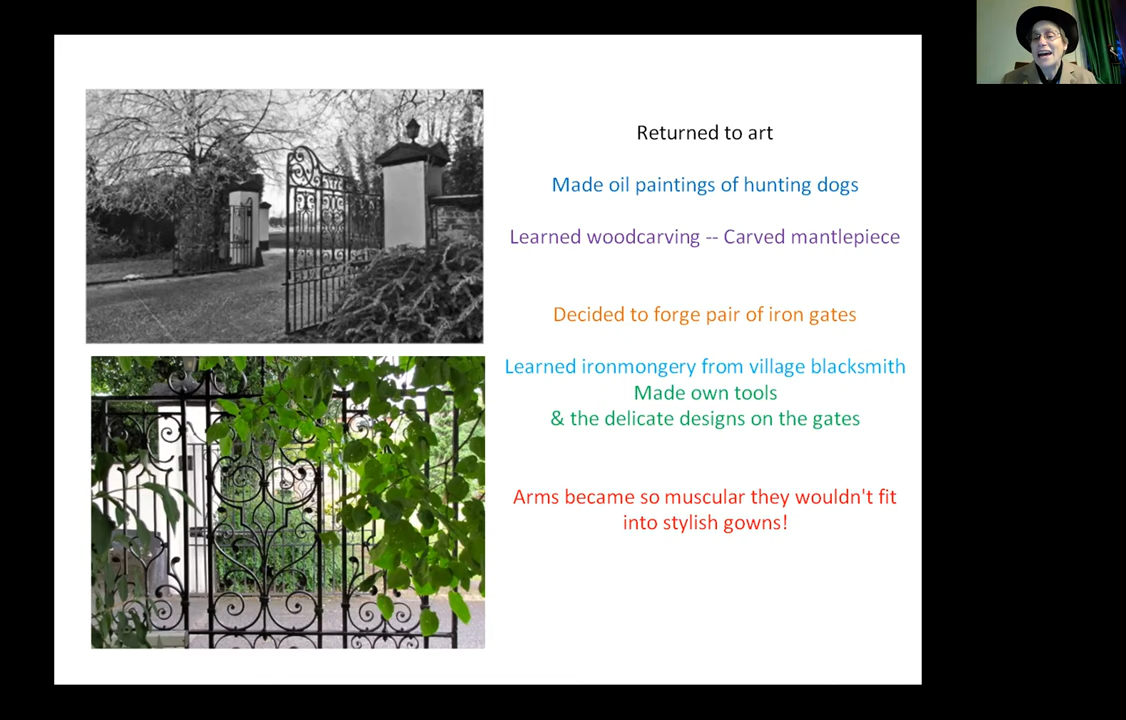 Returned to art
Made oil paintings of hunting dogs
Learned woodcarving -- Carved mantlepiece
Decided to forge pair of iron gates
Learned ironmongery from village blacksmith
Made own tools
& the delicate designs on the gates
Arms became so muscular they wouldn't fit
into stylish gowns!